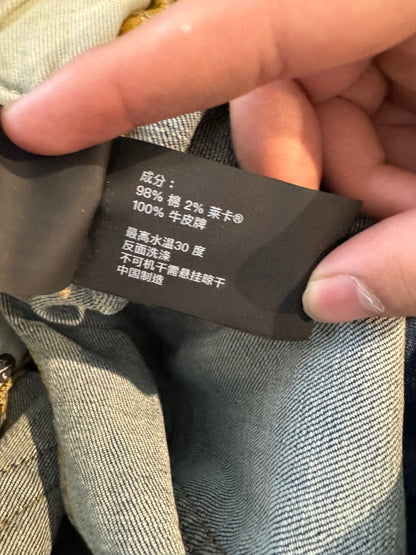 成分：
98% 棉 2% 莱卡®
100% 牛皮牌
最高水温30 度
反面洗涤
不可机干需悬挂晾干
中国制造